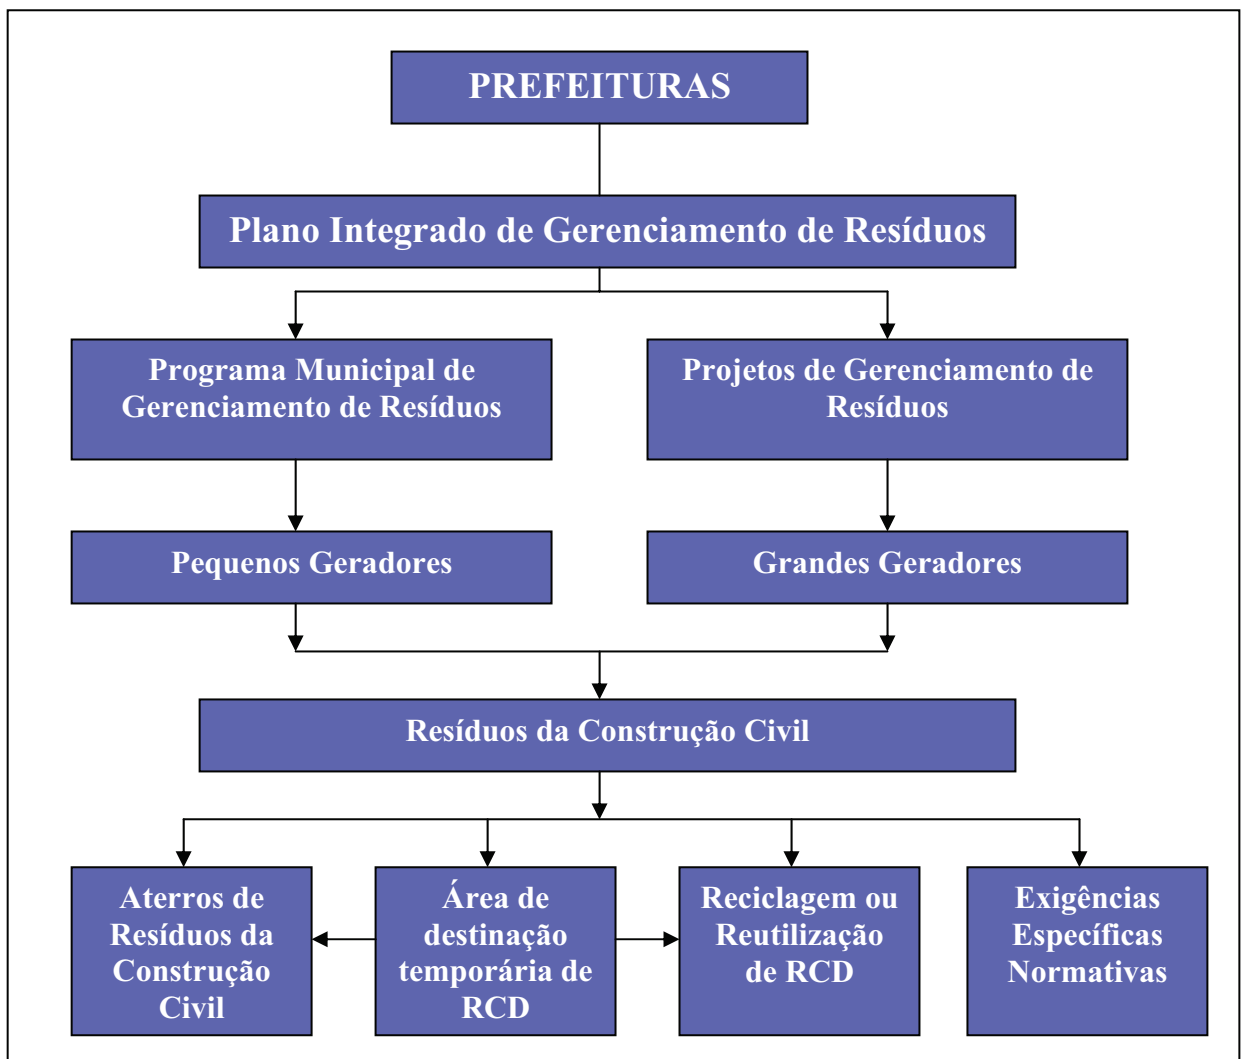 PREFEITURAS
Plano Integrado de Gerenciamento de Resíduos
Programa Municipal de
Gerenciamento de Resíduos
Projetos de Gerenciamento de
Resíduos
Pequenos Geradores
Grandes Geradores
Resíduos da Construção Civil
Aterros de
Resíduos da
Construção
Civil
Área de
destinação
temporária de
RCD
Reciclagem ou
Reutilização
de RCD
Exigências
Específicas
Normativas